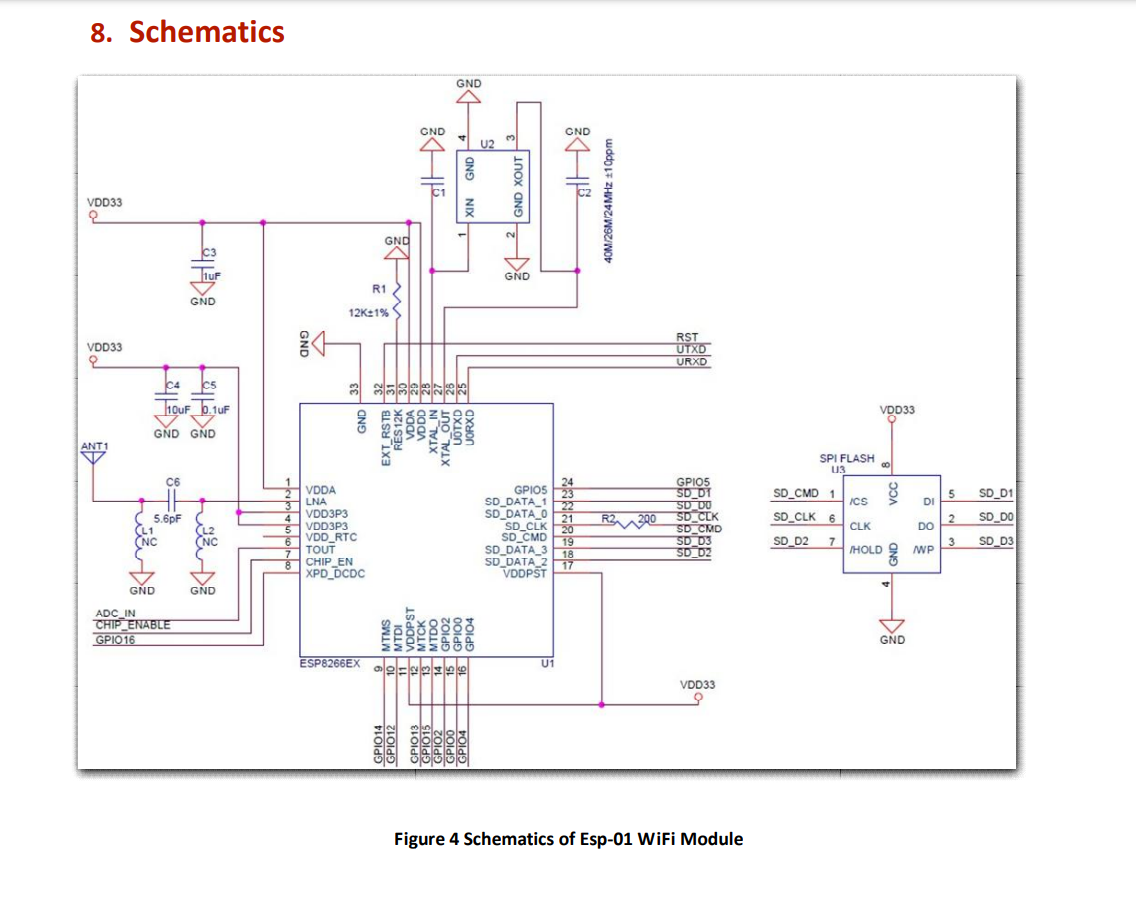 8. Schematics
GND
GND
4
U2
3
GND
GND
XOUT
C1
XIN
GND
C2
40M/26M/24MHz ±10ppm
1
2
GND
VDD33
C3
1uF
GND
GND
R1
12K±1%
GND
RST
UTXD
URXD
VDD33
C4
C5
10uF
0.1uF
GND
GND
33
32
31
30
29
28
27
26
25
GND
EXT_RSTB
RES12K
VDDA
VDDD
XTAL_IN
XTAL_OUT
U0TXD
U0RXD
ANT1
C6
5.6pF
L1
NC
L2
NC
GND
GND
1 VDDA
2 LNA
3 VDD3P3
4 VDD3P3
5 VDD_RTC
6 TOUT
7 CHIP_EN
8 XPD_DCDC
ADC_IN
CHIP_ENABLE
GPIO16
GPIO5 24 GPIO5
SD_DATA_1 23 SD_D1
SD_DATA_0 22 SD_D0
SD_CLK 21 R2 200 SD_CLK
SD_CMD 20 SD_CMD
SD_DATA_3 19 SD_D3
SD_DATA_2 18 SD_D2
VDDPST 17
MTMS
MTDI
VDDPST
MTCK
MTDO
GPIO2
GPIO0
GPIO4
ESP8266EX
U1
9
10
11
12
13
14
15
16
GPIO14
GPIO12
GPIO13
GPIO15
GPIO2
GPIO0
GPIO4
VDD33
VDD33
SPI FLASH
U3
8
SD_CMD 1 /CS
VCC
DI 5 SD_D1
SD_CLK 6 CLK
DO 2 SD_D0
SD_D2 7 /HOLD
GND
/WP 3 SD_D3
4
GND
Figure 4 Schematics of Esp-01 WiFi Module